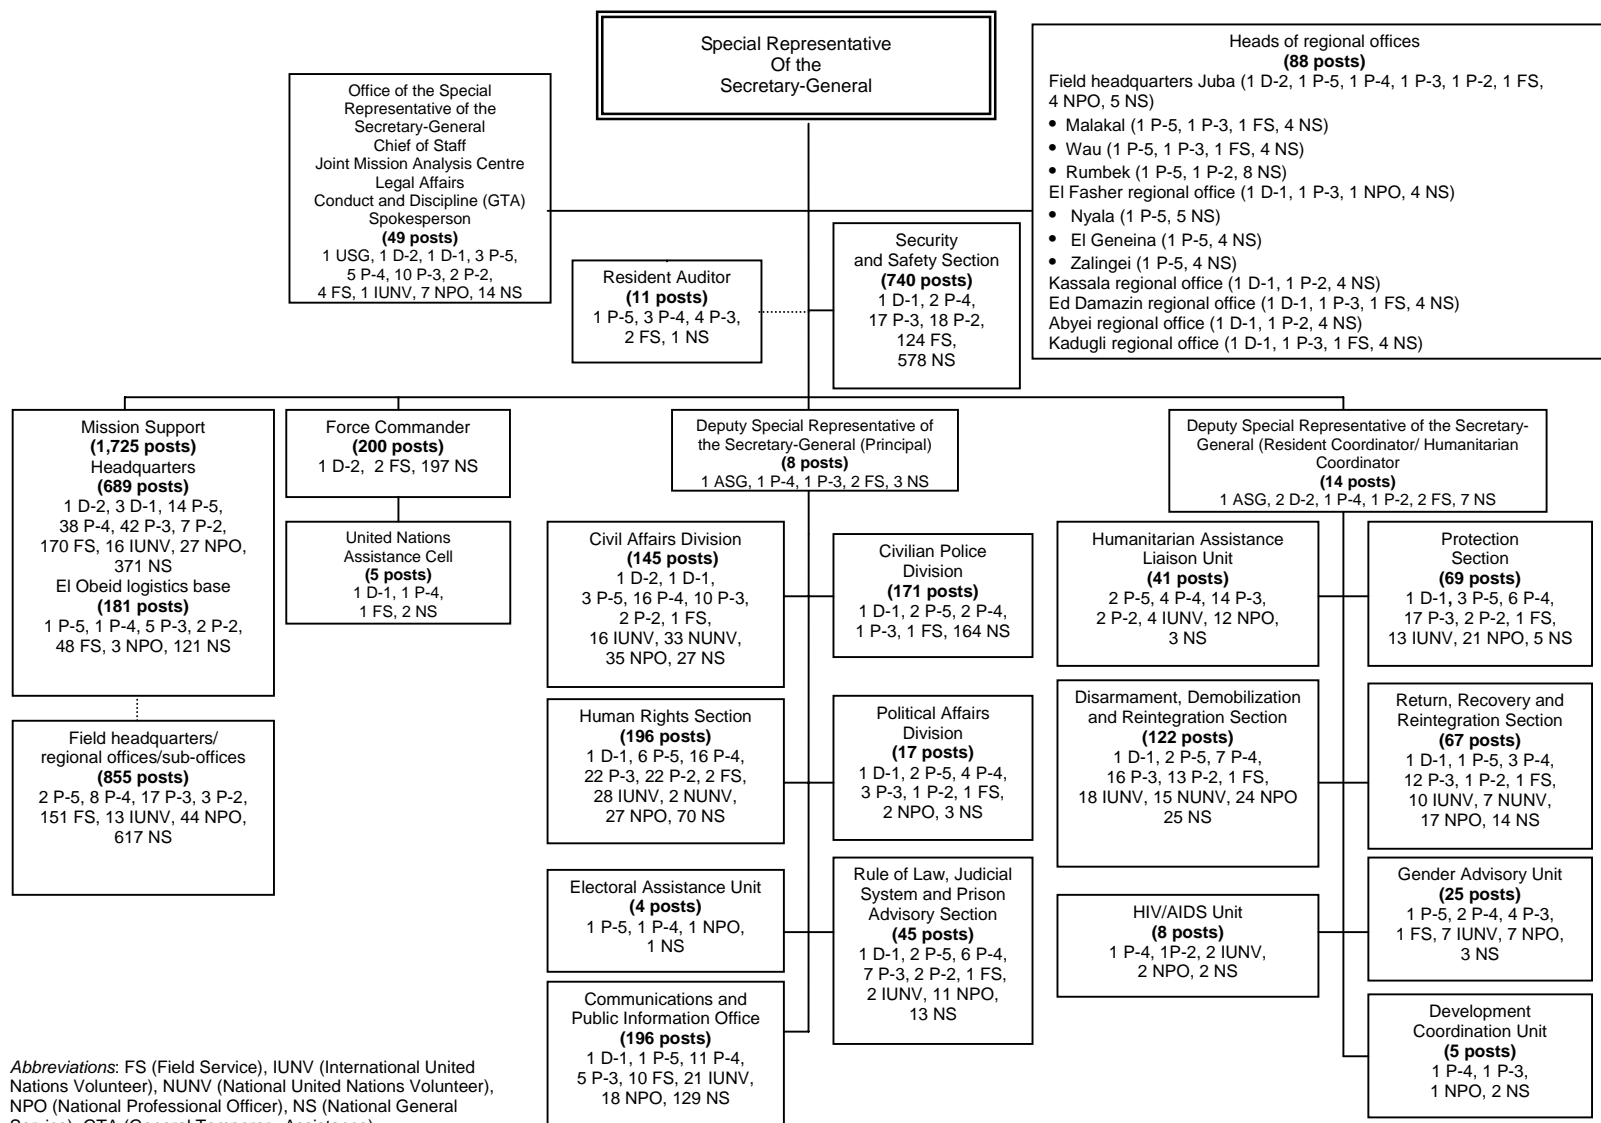 Special Representative
Of the
Secretary-General
Office of the Special
Representative of the
Secretary-General
Chief of Staff
Joint Mission Analysis Centre
Legal Affairs
Conduct and Discipline (GTA)
Spokesperson
(49 posts)
1 USG, 1 D-2, 1 D-1, 3 P-5,
5 P-4, 10 P-3, 2 P-2,
4 FS, 1 IUNV, 7 NPO, 14 NS
Heads of regional offices
(88 posts)
Field headquarters Juba (1 D-2, 1 P-5, 1 P-4, 1 P-3, 1 P-2, 1 FS,
4 NPO, 5 NS)
• Malakal (1 P-5, 1 P-3, 1 FS, 4 NS)
• Wau (1 P-5, 1 P-3, 1 FS, 4 NS)
• Rumbek (1 P-5, 1 P-2, 8 NS)
El Fasher regional office (1 D-1, 1 P-3, 1 NPO, 4 NS)
• Nyala (1 P-5, 5 NS)
• El Geneina (1 P-5, 4 NS)
• Zalingei (1 P-5, 4 NS)
Kassala regional office (1 D-1, 1 P-2, 4 NS)
Ed Damazin regional office (1 D-1, 1 P-3, 1 FS, 4 NS)
Abyei regional office (1 D-1, 1 P-2, 4 NS)
Kadugli regional office (1 D-1, 1 P-3, 1 FS, 4 NS)
Resident Auditor
(11 posts)
1 P-5, 3 P-4, 4 P-3,
2 FS, 1 NS
Security
and Safety Section
(740 posts)
1 D-1, 2 P-4,
17 P-3, 18 P-2,
124 FS,
578 NS
Mission Support
(1,725 posts)
Headquarters
(689 posts)
1 D-2, 3 D-1, 14 P-5,
38 P-4, 42 P-3, 7 P-2,
170 FS, 16 IUNV, 27 NPO,
371 NS
El Obeid logistics base
(181 posts)
1 P-5, 1 P-4, 5 P-3, 2 P-2,
48 FS, 3 NPO, 121 NS
Field headquarters/
regional offices/sub-offices
(855 posts)
2 P-5, 8 P-4, 17 P-3, 3 P-2,
151 FS, 13 IUNV, 44 NPO,
617 NS
Force Commander
(200 posts)
1 D-2, 2 FS, 197 NS
United Nations
Assistance Cell
(5 posts)
1 D-1, 1 P-4,
1 FS, 2 NS
Deputy Special Representative of
the Secretary-General (Principal)
(8 posts)
1 ASG, 1 P-4, 1 P-3, 2 FS, 3 NS
Civil Affairs Division
(145 posts)
1 D-2, 1 D-1,
3 P-5, 16 P-4, 10 P-3,
2 P-2, 1 FS,
16 IUNV, 33 NUNV,
35 NPO, 27 NS
Civilian Police
Division
(171 posts)
1 D-1, 2 P-5, 2 P-4,
1 P-3, 1 FS, 164 NS
Human Rights Section
(196 posts)
1 D-1, 6 P-5, 16 P-4,
22 P-3, 22 P-2, 2 FS,
28 IUNV, 2 NUNV,
27 NPO, 70 NS
Political Affairs
Division
(17 posts)
1 D-1, 2 P-5, 4 P-4,
3 P-3, 1 P-2, 1 FS,
2 NPO, 3 NS
Electoral Assistance Unit
(4 posts)
1 P-5, 1 P-4, 1 NPO,
1 NS
Rule of Law, Judicial
System and Prison
Advisory Section
(45 posts)
1 D-1, 2 P-5, 6 P-4,
7 P-3, 2 P-2, 1 FS,
2 IUNV, 11 NPO,
13 NS
Communications and
Public Information Office
(196 posts)
1 D-1, 1 P-5, 11 P-4,
5 P-3, 10 FS, 21 IUNV,
18 NPO, 129 NS
Deputy Special Representative of the Secretary-
General (Resident Coordinator/ Humanitarian
Coordinator
(14 posts)
1 ASG, 2 D-2, 1 P-4, 1 P-2, 2 FS, 7 NS
Humanitarian Assistance
Liaison Unit
(41 posts)
2 P-5, 4 P-4, 14 P-3,
2 P-2, 4 IUNV, 12 NPO,
3 NS
Protection
Section
(69 posts)
1 D-1, 3 P-5, 6 P-4,
17 P-3, 2 P-2, 1 FS,
13 IUNV, 21 NPO, 5 NS
Disarmament, Demobilization
and Reintegration Section
(122 posts)
1 D-1, 2 P-5, 7 P-4,
16 P-3, 13 P-2, 1 FS,
18 IUNV, 15 NUNV, 24 NPO
25 NS
Return, Recovery and
Reintegration Section
(67 posts)
1 D-1, 1 P-5, 3 P-4,
12 P-3, 1 P-2, 1 FS,
10 IUNV, 7 NUNV,
17 NPO, 14 NS
HIV/AIDS Unit
(8 posts)
1 P-4, 1P-2, 2 IUNV,
2 NPO, 2 NS
Gender Advisory Unit
(25 posts)
1 P-5, 2 P-4, 4 P-3,
1 FS, 7 IUNV, 7 NPO,
3 NS
Development
Coordination Unit
(5 posts)
1 P-4, 1 P-3,
1 NPO, 2 NS
Abbreviations: FS (Field Service), IUNV (International United
Nations Volunteer), NUNV (National United Nations Volunteer),
NPO (National Professional Officer), NS (National General
Service), GTA (General Temporary Assistance)